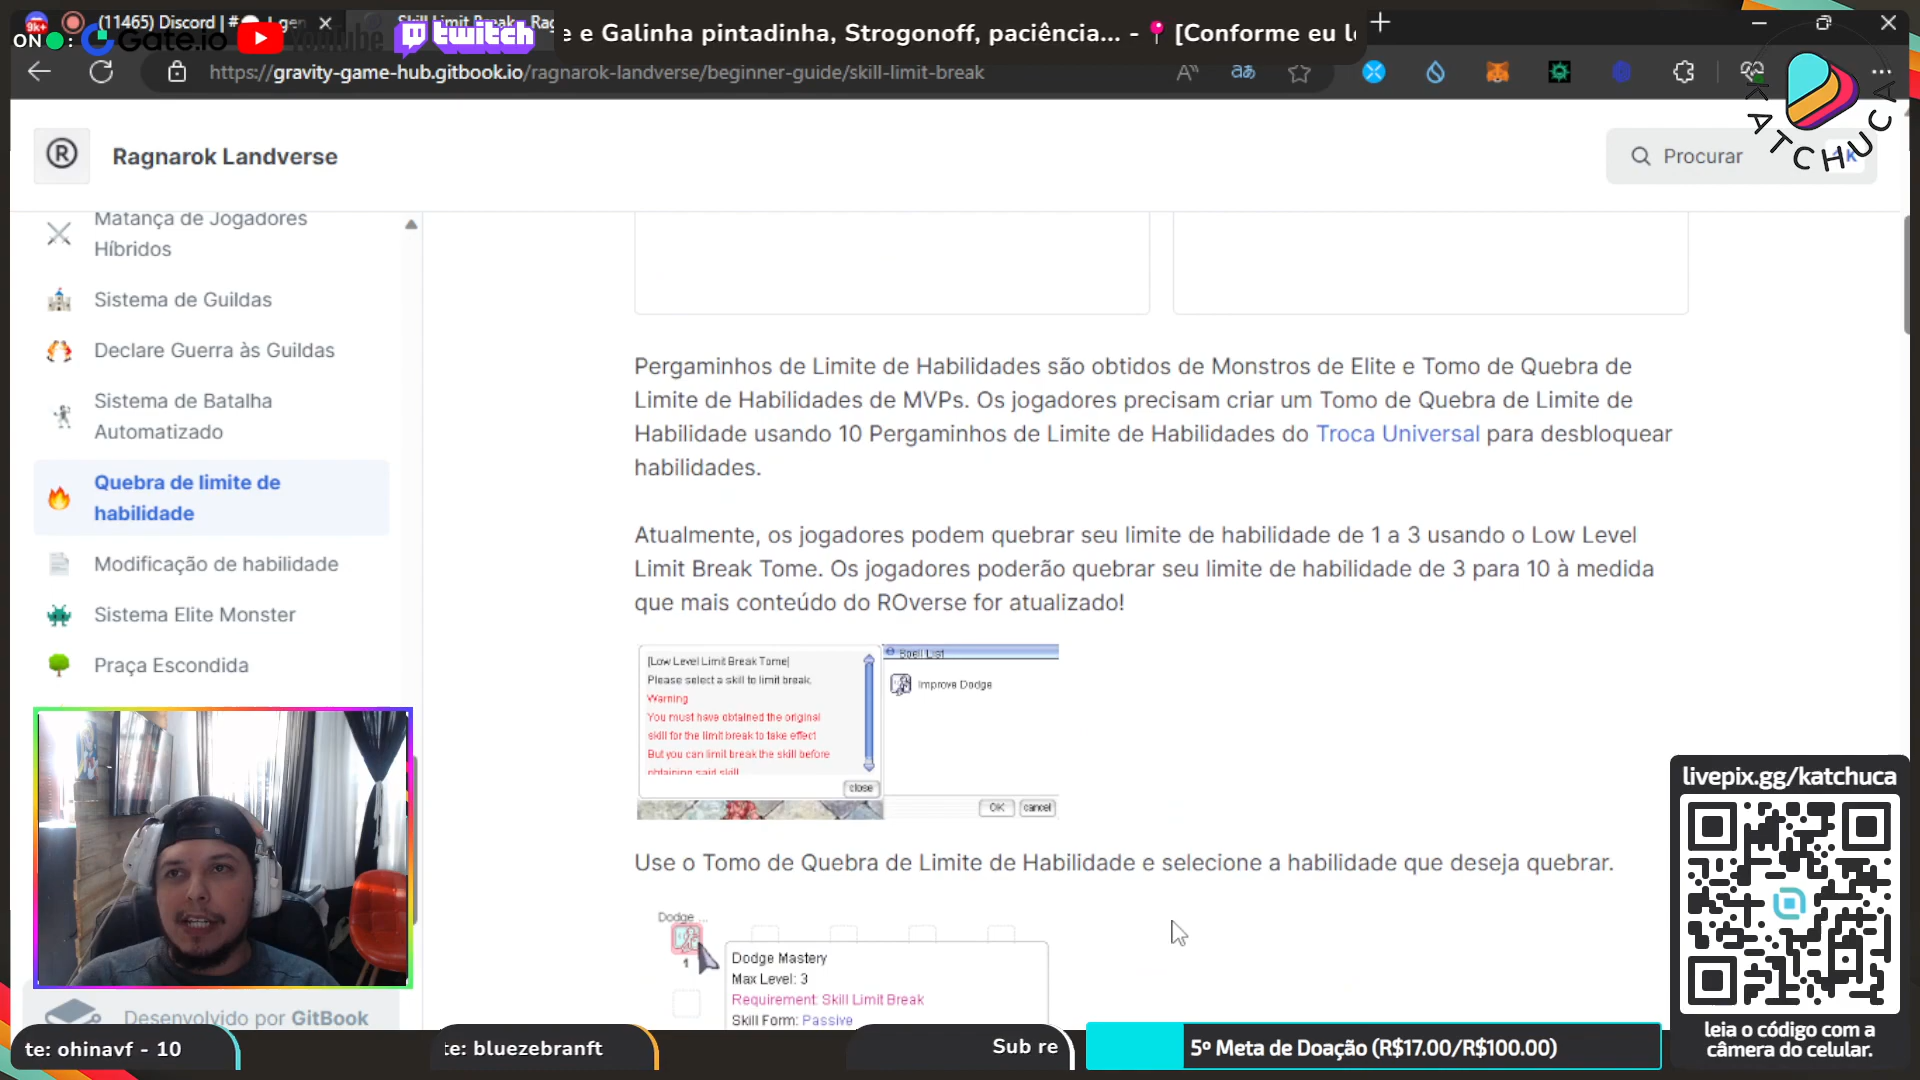 (11465) Discord | #
ON :
Gate.io
YouTube
twitch
e e Galinha pintadinha, Strogonoff, paciência... - 📍 [Conforme eu l
https://gravity-game-hub.gitbook.io/ragnarok-landverse/beginner-guide/skill-limit-break
KATCHUCA
Ragnarok Landverse
Procurar
Matança de Jogadores
Híbridos
Sistema de Guildas
Declare Guerra às Guildas
Sistema de Batalha
Automatizado
Quebra de limite de
habilidade
Modificação de habilidade
Sistema Elite Monster
Praça Escondida
Desenvolvido por GitBook
Pergaminhos de Limite de Habilidades são obtidos de Monstros de Elite e Tomo de Quebra de
Limite de Habilidades de MVPs. Os jogadores precisam criar um Tomo de Quebra de Limite de
Habilidade usando 10 Pergaminhos de Limite de Habilidades do Troca Universal para desbloquear
habilidades.
Atualmente, os jogadores podem quebrar seu limite de habilidade de 1 a 3 usando o Low Level
Limit Break Tome. Os jogadores poderão quebrar seu limite de habilidade de 3 para 10 à medida
que mais conteúdo do ROverse for atualizado!
[Low Level Limit Break Tome]
Please select a skill to limit break.
Warning
You must have obtained the original
skill for the limit break to take effect
But you can limit break the skill before
obtaining said skill
close
Spell List
Improve Dodge
OK
cancel
Use o Tomo de Quebra de Limite de Habilidade e selecione a habilidade que deseja quebrar.
Dodge ...
1
Dodge Mastery
Max Level: 3
Requirement: Skill Limit Break
Skill Form: Passive
livepix.gg/katchuca
leia o código com a
câmera do celular.
te: ohinavf - 10
te: bluezebranft
Sub re
5º Meta de Doação (R$17.00/R$100.00)